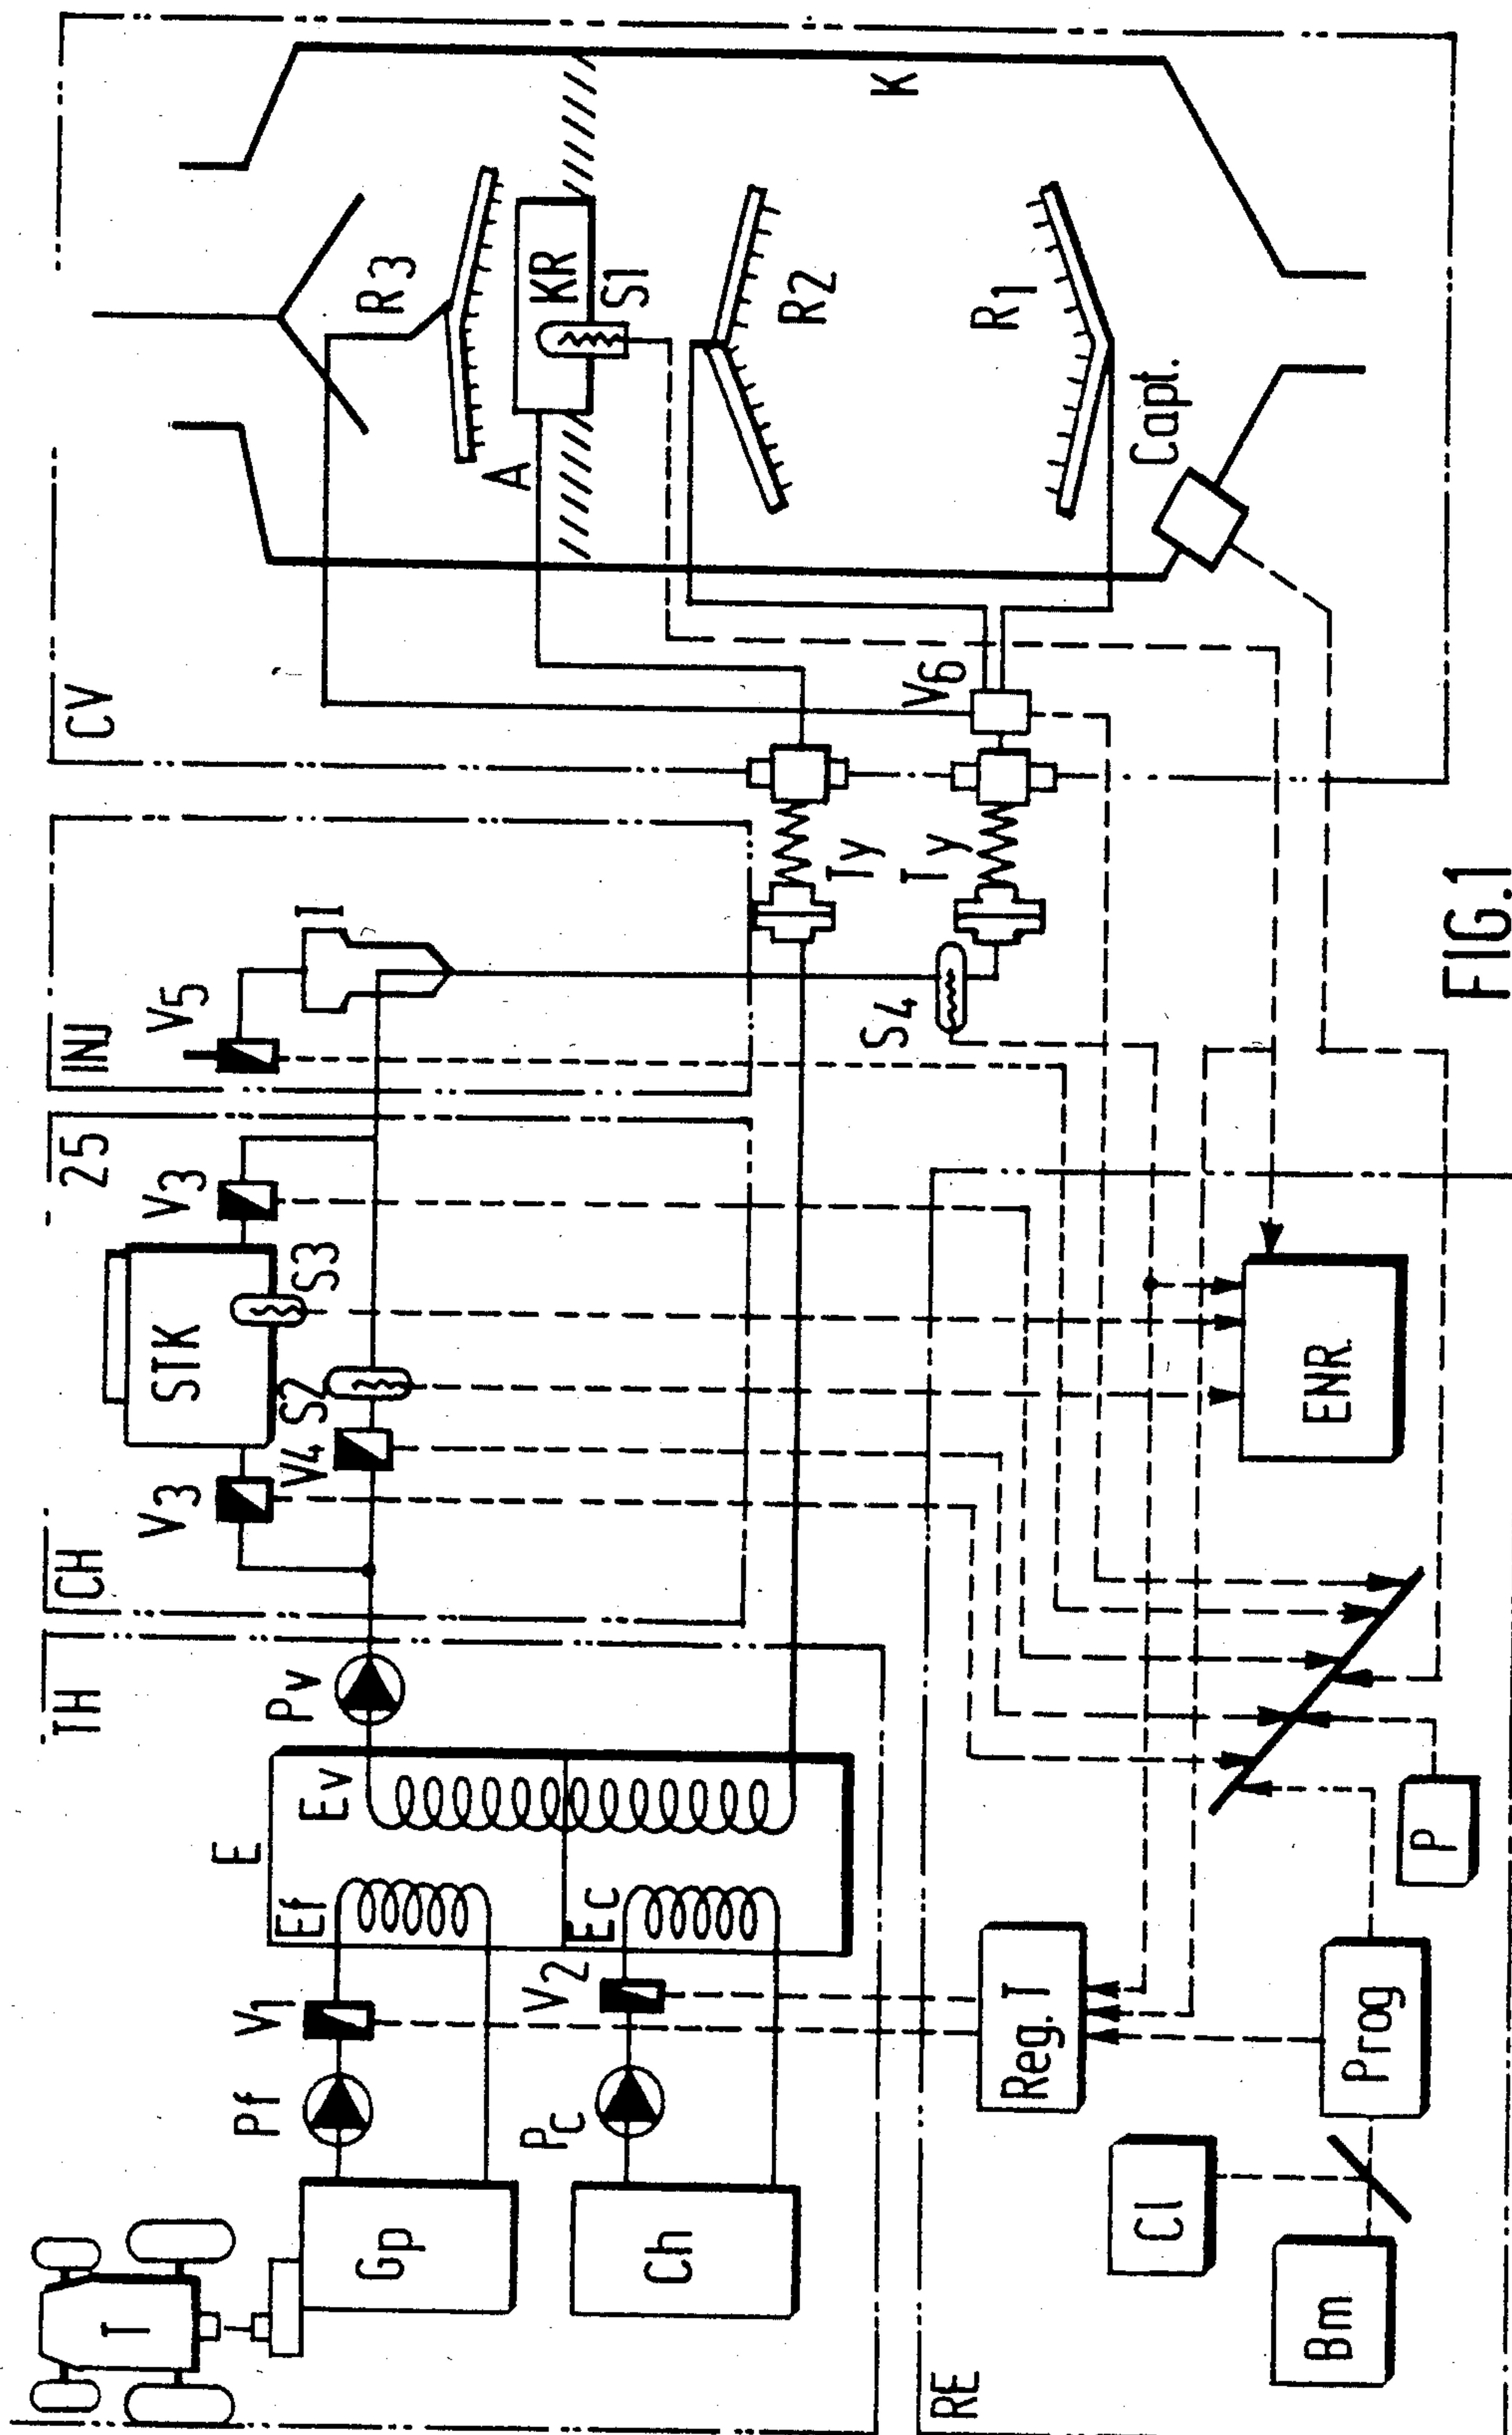 TH
T
Gp
Pf
V1
Ch
Pc
V2
E
Ef
Ev
Ec
Pv
CH
25
V3
STK
S3
V3
V4
S2
INJ
V5
I
S4
Ty
Ty
CV
V6
A
R3
KR
S1
R2
R1
K
Capt.
RE
Bm
Cl
Prog
Reg. T
P
ENR.
FIG.1